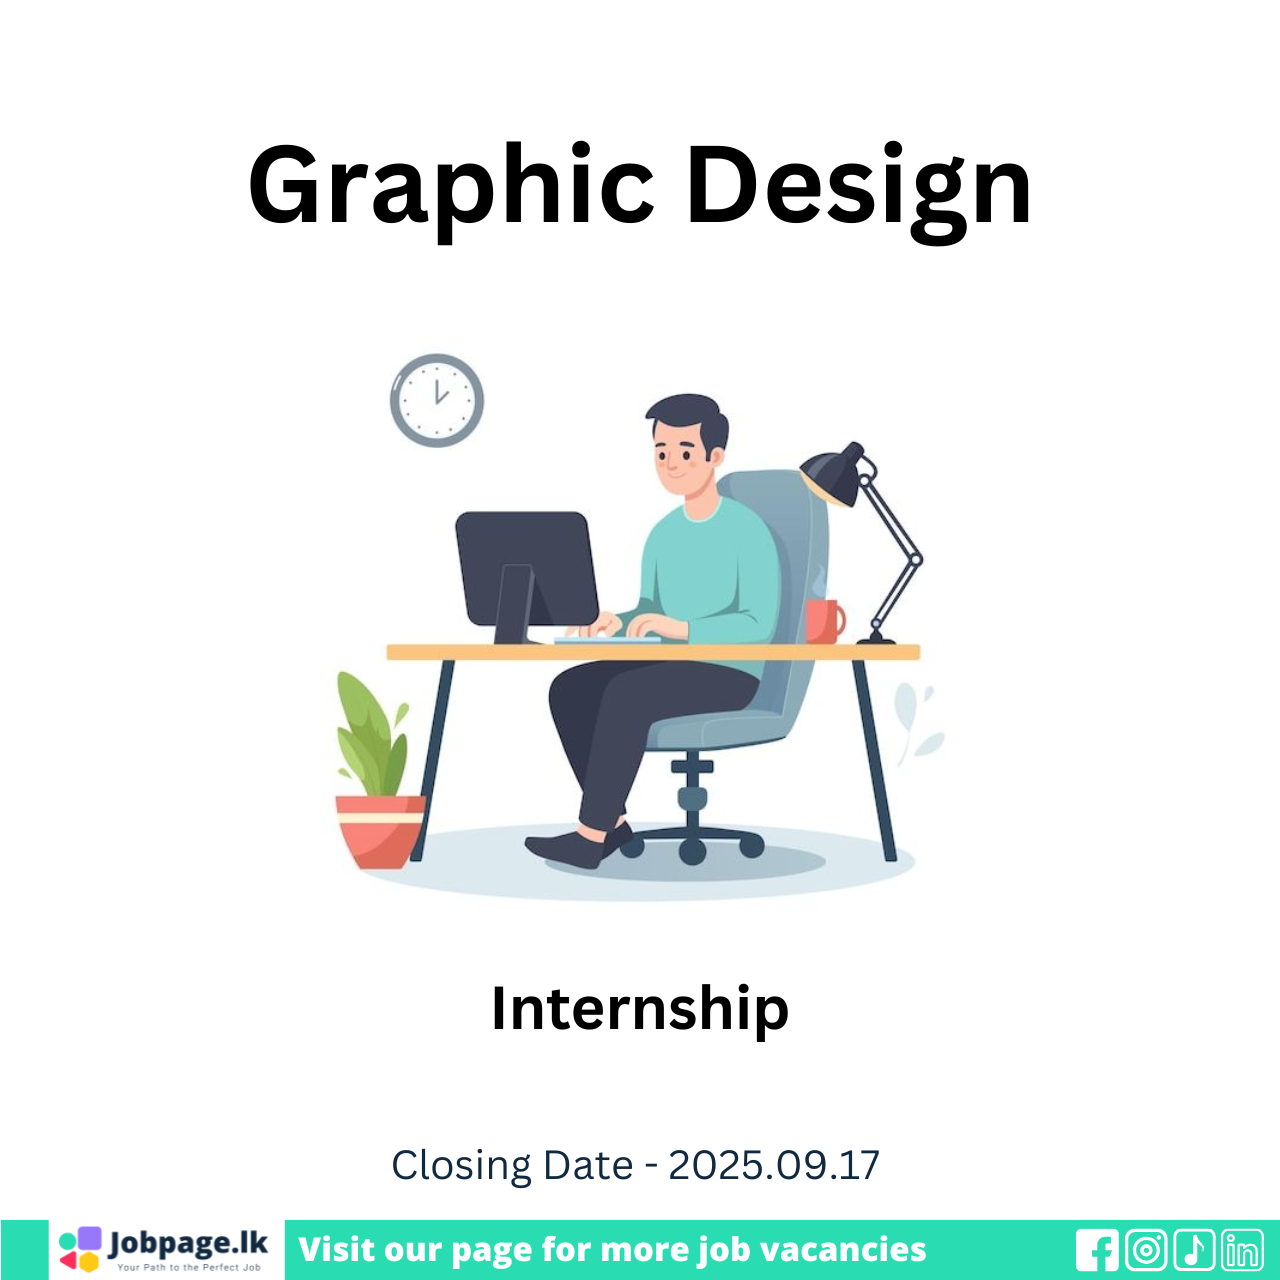 Graphic Design
Internship
Closing Date - 2025.09.17
Jobpage.lk
Your Path to the Perfect Job
Visit our page for more job vacancies
in